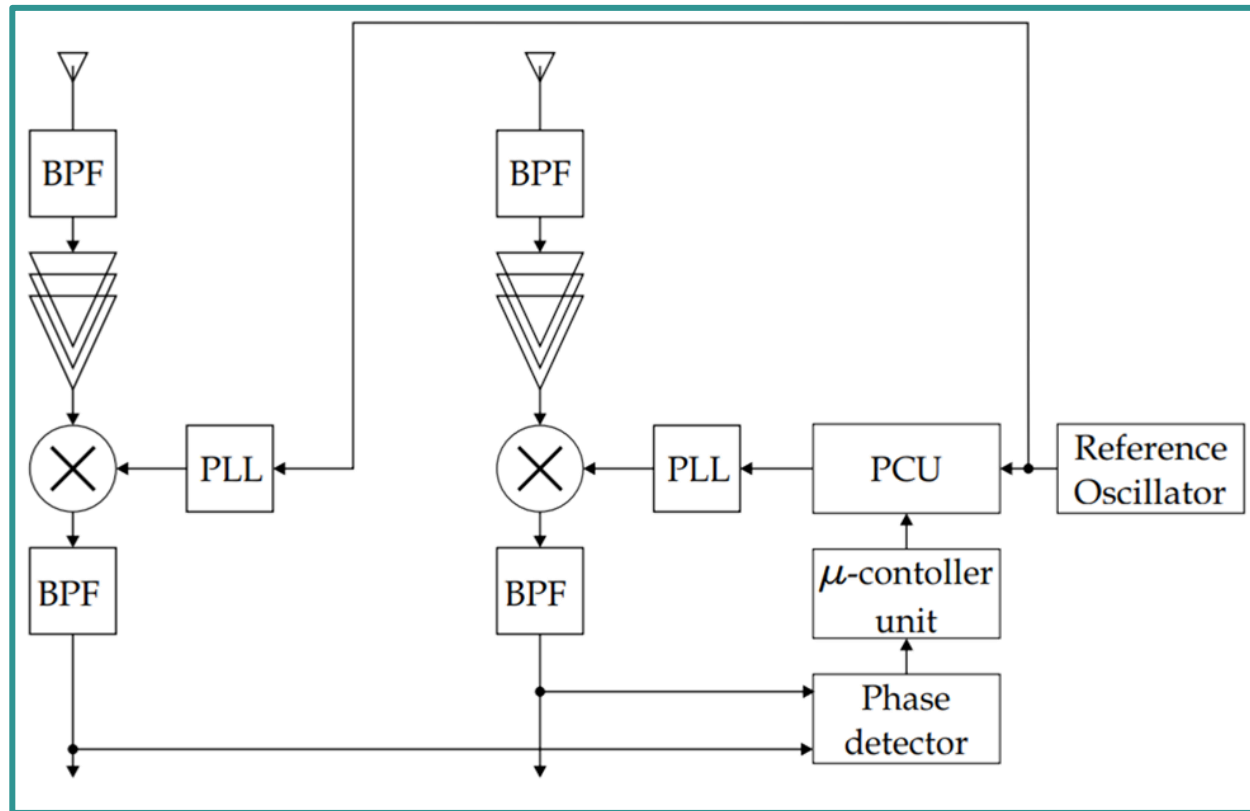 BPF
BPF
PLL
PLL
PCU
Reference
Oscillator
BPF
BPF
μ-contoller
unit
Phase
detector